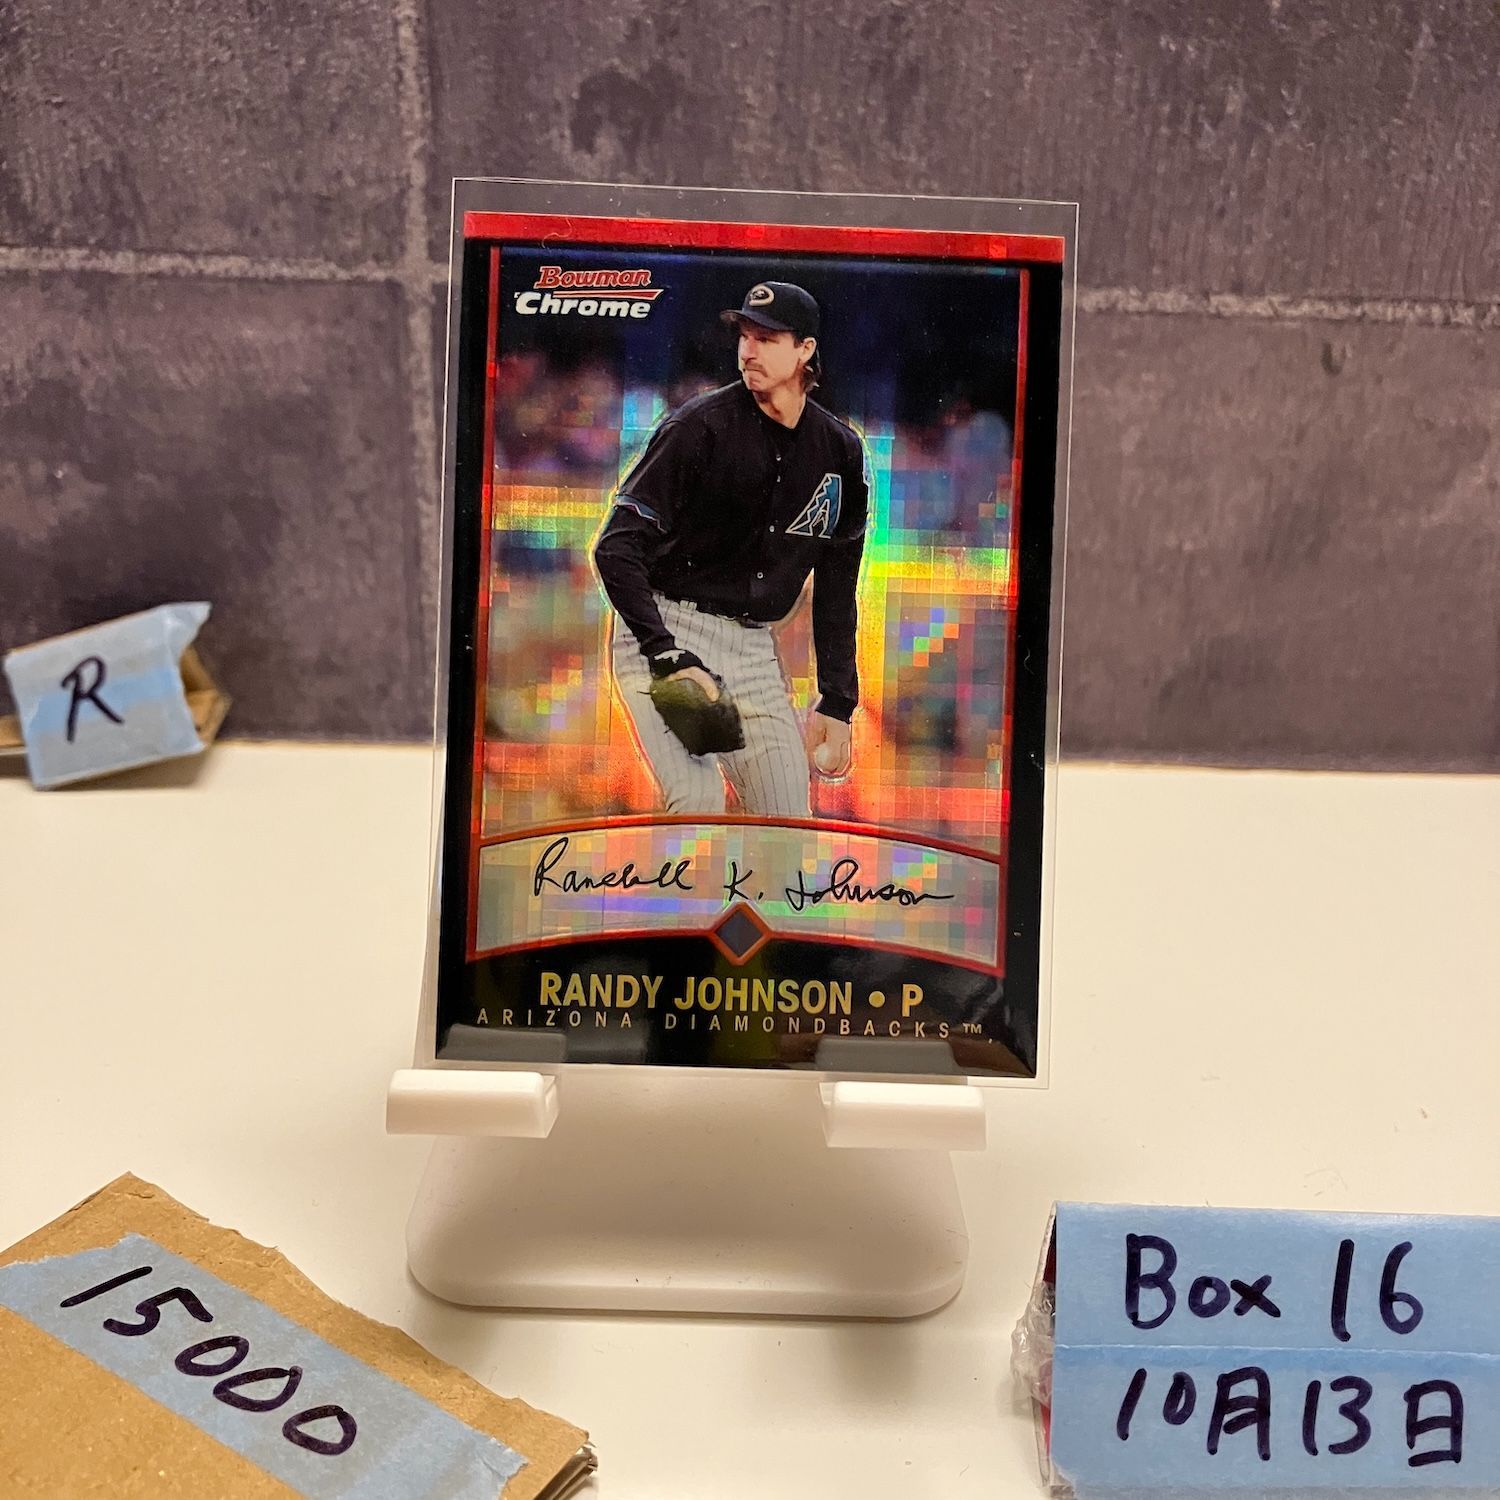 Bowman
Chrome
R
Randall K. Johnson
RANDY JOHNSON • P
ARIZONA DIAMONDBACKS™
15000
Box 16
10月13日